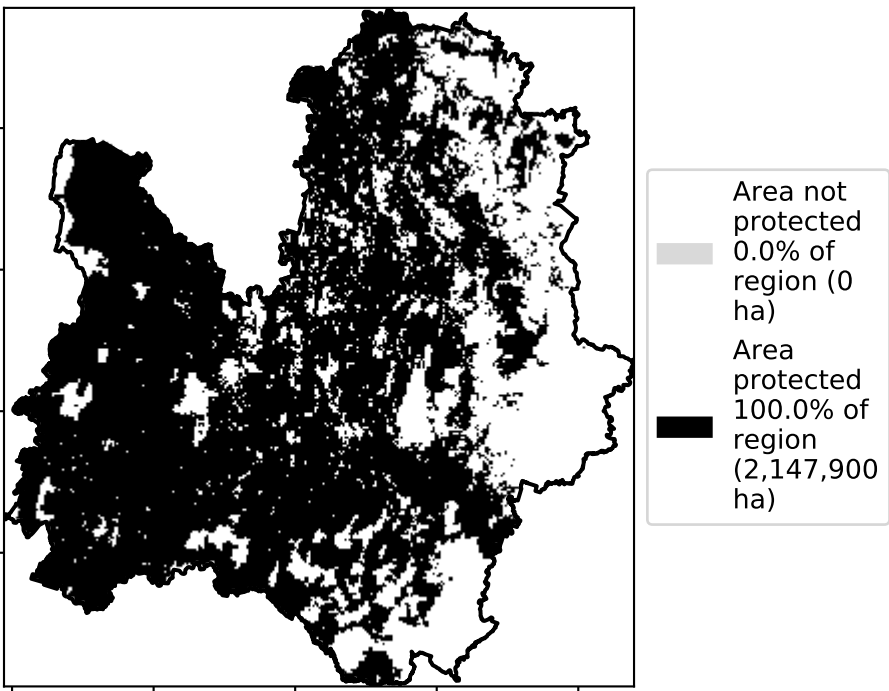 Area not
protected
0.0% of
region (0
ha)
Area
protected
100.0% of
region
(2,147,900
ha)